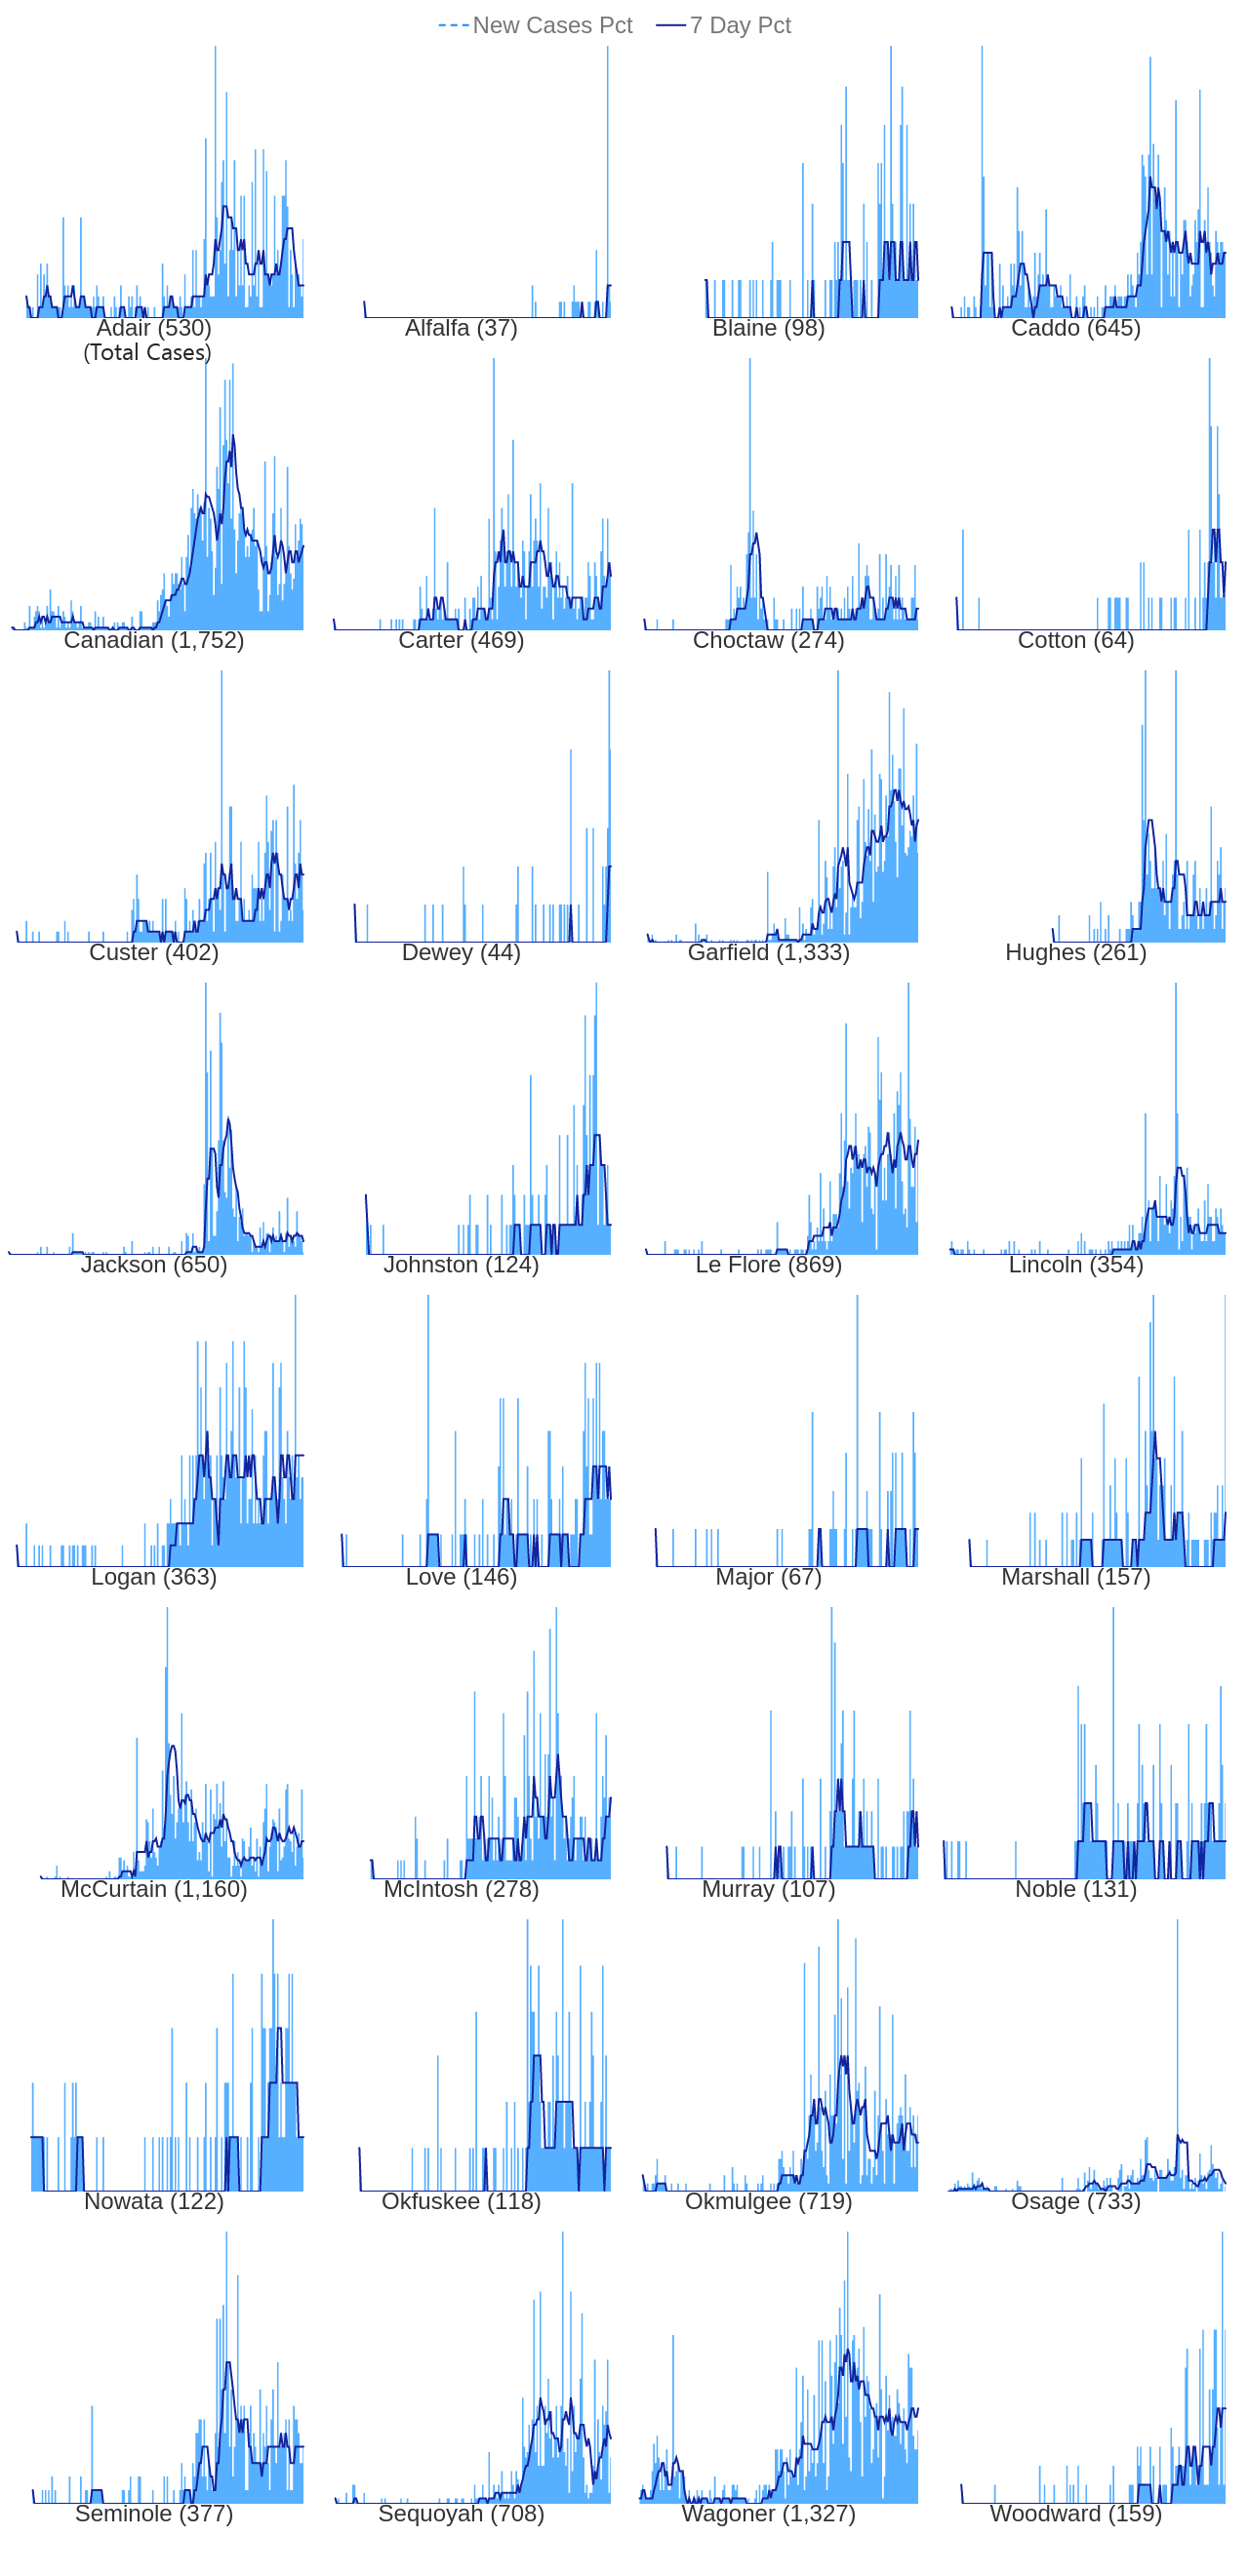 New Cases Pct 7 Day Pct
Adair (530) Alfalfa (37) Blaine (98) Caddo (645)
(Total Cases)
Canadian (1,752) Carter (469) Choctaw (274) Cotton (64)
Custer (402) Dewey (44) Garfield (1,333) Hughes (261)
Jackson (650) Johnston (124) Le Flore (869) Lincoln (354)
Logan (363) Love (146) Major (67) Marshall (157)
McCurtain (1,160) McIntosh (278) Murray (107) Noble (131)
Nowata (122) Okfuskee (118) Okmulgee (719) Osage (733)
Seminole (377) Sequoyah (708) Wagoner (1,327) Woodward (159)